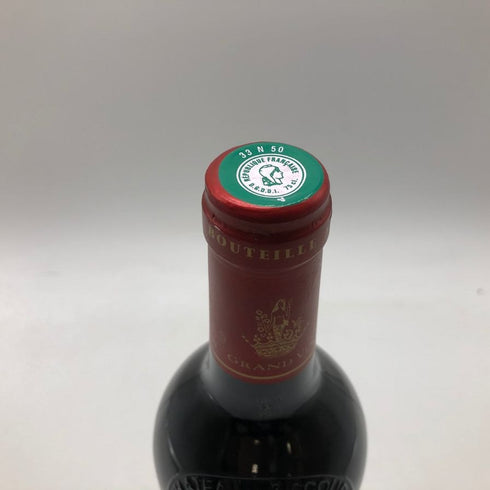 33 N 50
RÉPUBLIQUE FRANÇAISE
D.G.D.D.I. 75 cl.
A
BOUTEILLE
GRAND